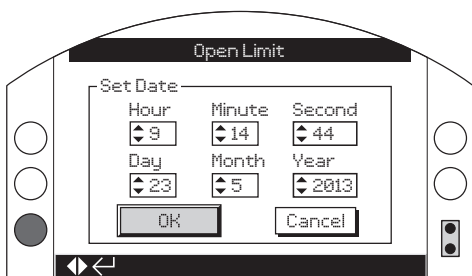 Open Limit
Set Date
Hour Minute Second
9 14 44
Day Month Year
23 5 2013
OK Cancel